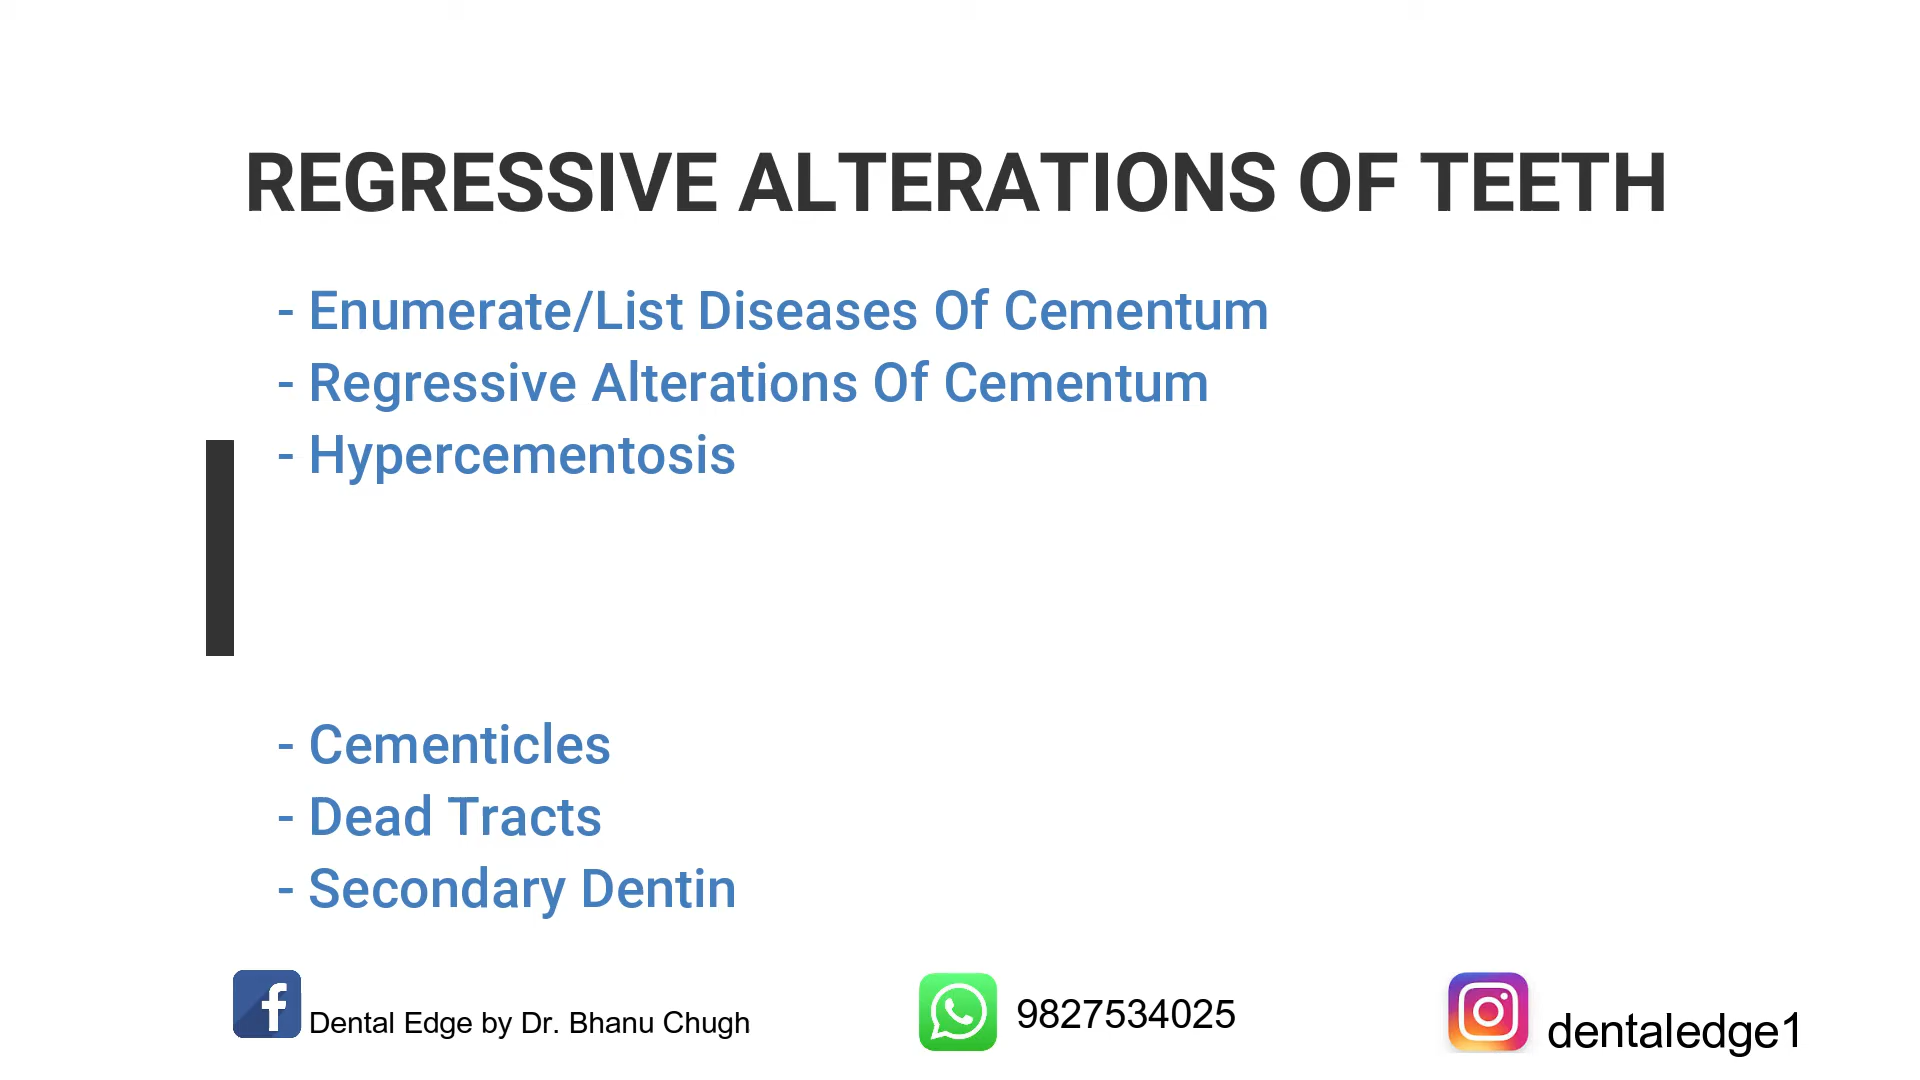 REGRESSIVE ALTERATIONS OF TEETH
- Enumerate/List Diseases Of Cementum
- Regressive Alterations Of Cementum
- Hypercementosis
- Cementicles
- Dead Tracts
- Secondary Dentin
Dental Edge by Dr. Bhanu Chugh
9827534025
dentaledge1